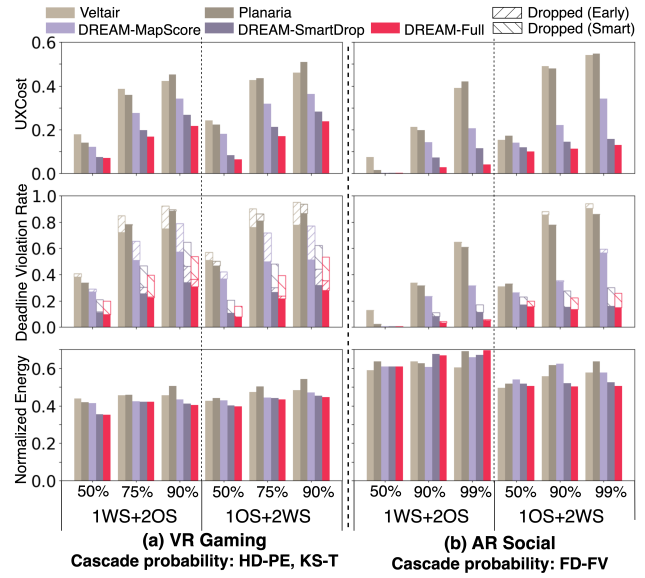 Veltair Planaria Dropped (Early)
DREAM-MapScore DREAM-SmartDrop DREAM-Full Dropped (Smart)
UXCost
0.6
0.4
0.2
0.0
Deadline Violation Rate
1.0
0.8
0.6
0.4
0.2
0.0
Normalized Energy
0.6
0.4
0.2
0.0
50% 75% 90% 50% 75% 90% 50% 90% 99% 50% 90% 99%
1WS+2OS 1OS+2WS 1WS+2OS 1OS+2WS
(a) VR Gaming (b) AR Social
Cascade probability: HD-PE, KS-T Cascade probability: FD-FV